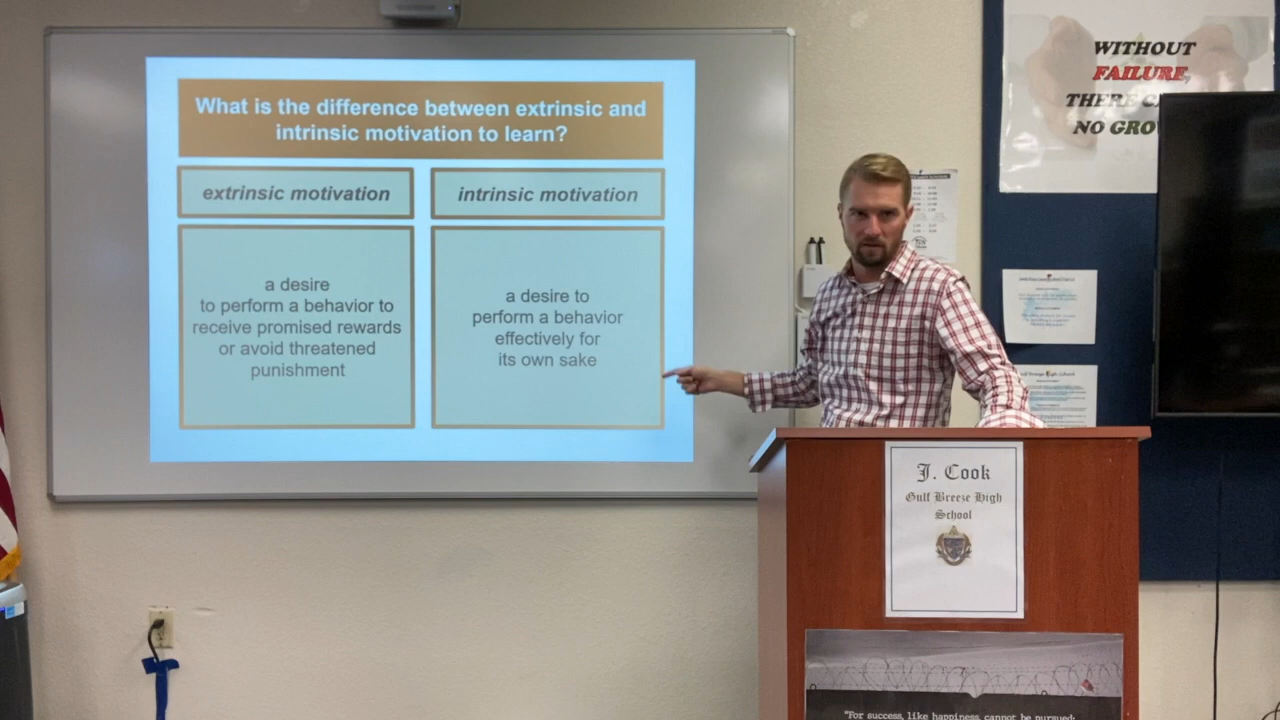 What is the difference between extrinsic and
intrinsic motivation to learn?
extrinsic motivation
a desire
to perform a behavior to
receive promised rewards
or avoid threatened
punishment
intrinsic motivation
a desire to
perform a behavior
effectively for
its own sake
WITHOUT
FAILURE,
THERE
NO
J. Cook
Gulf Breeze High
School
"For success, like happiness, cannot be pursued;